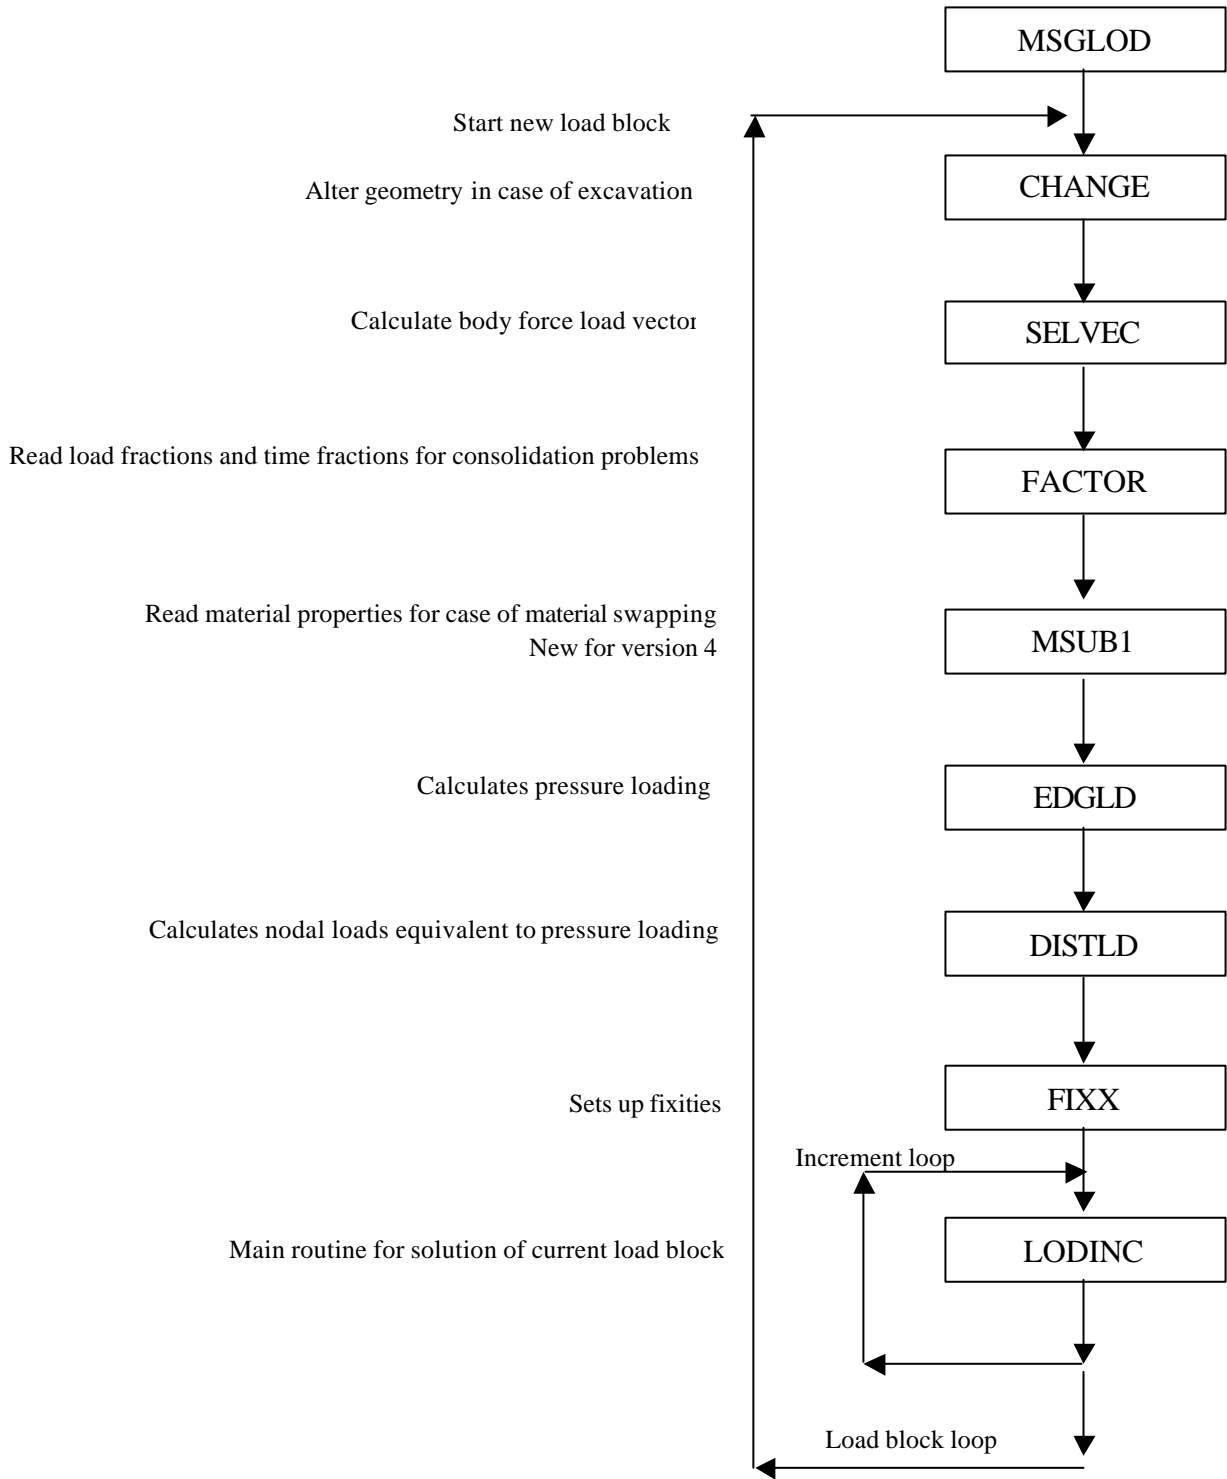 MSGLOD
Start new load block
Alter geometry in case of excavation
CHANGE
Calculate body force load vector
SELVEC
Read load fractions and time fractions for consolidation problems
FACTOR
Read material properties for case of material swapping
New for version 4
MSUB1
Calculates pressure loading
EDGLD
Calculates nodal loads equivalent to pressure loading
DISTLD
Sets up fixities
FIXX
Increment loop
Main routine for solution of current load block
LODINC
Load block loop